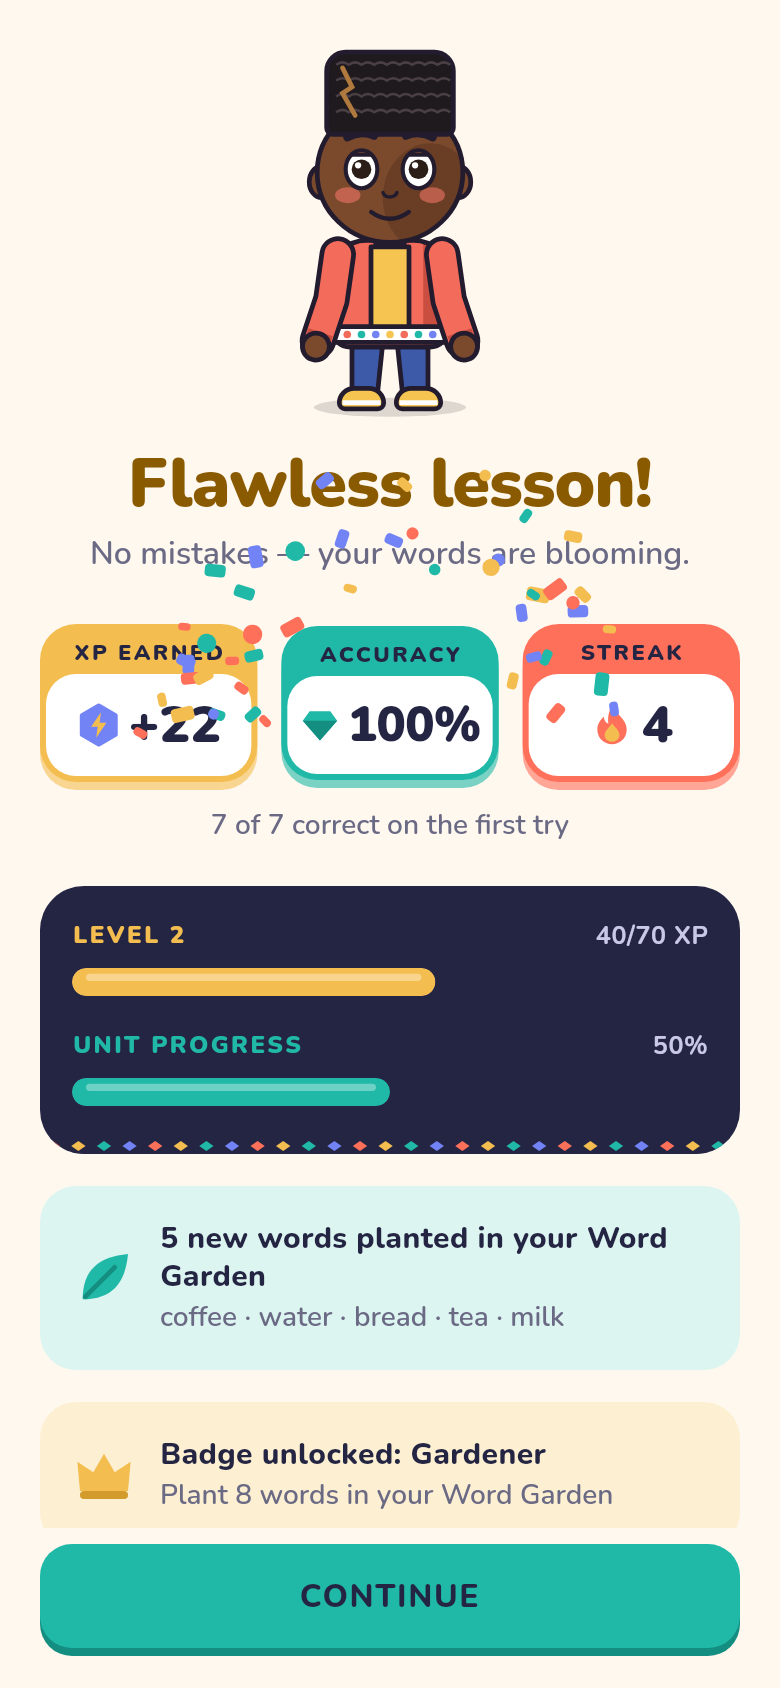 Flawless lesson!
No mistakes — your words are blooming.
XP EARNED
ACCURACY
STREAK
+22
100%
4
7 of 7 correct on the first try
LEVEL 2
40/70 XP
UNIT PROGRESS
50%
5 new words planted in your Word
Garden
coffee · water · bread · tea · milk
Badge unlocked: Gardener
Plant 8 words in your Word Garden
CONTINUE